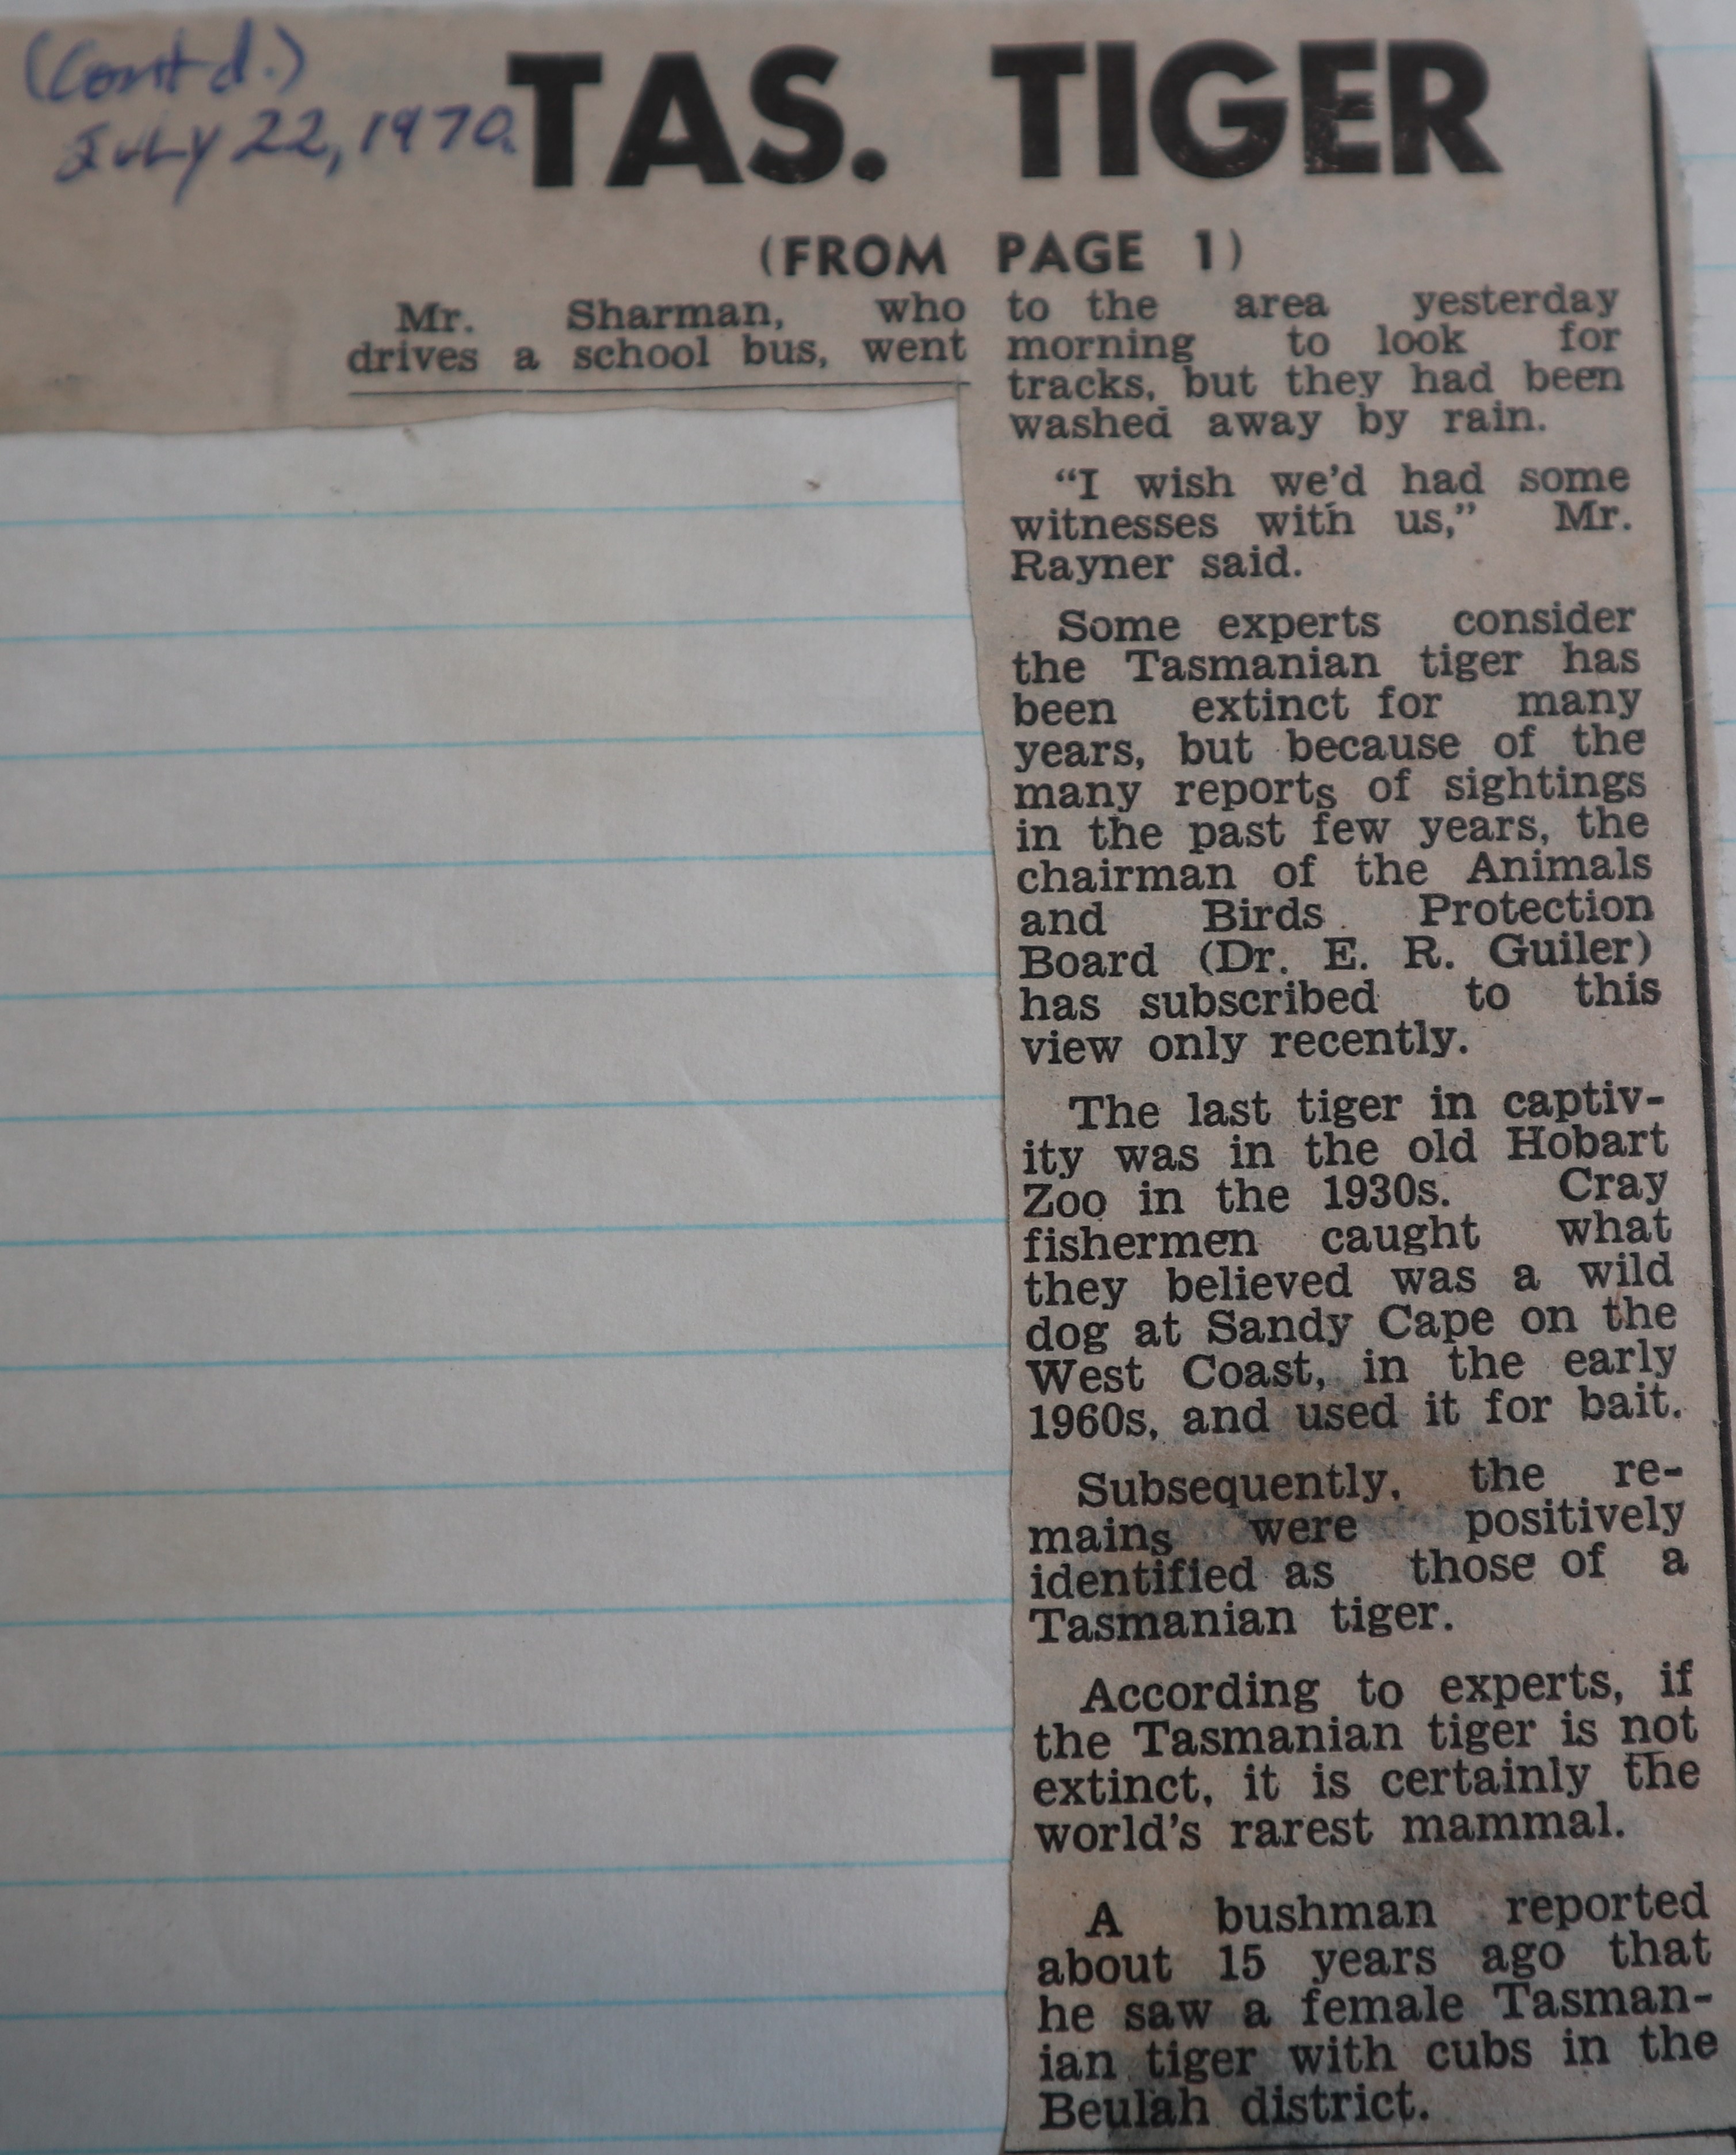 (Contd.)
July 22, 1970.
TAS. TIGER
(FROM PAGE 1)
Mr. Sharman, who
drives a school bus, went
to the area yesterday
morning to look for
tracks, but they had been
washed away by rain.
“I wish we’d had some
witnesses with us,” Mr.
Rayner said.
Some experts consider
the Tasmanian tiger has
been extinct for many
years, but because of the
many reports of sightings
in the past few years, the
chairman of the Animals
and Birds Protection
Board (Dr. E. R. Guiler)
has subscribed to this
view only recently.
The last tiger in captiv-
ity was in the old Hobart
Zoo in the 1930s. Cray
fishermen caught what
they believed was a wild
dog at Sandy Cape on the
West Coast, in the early
1960s, and used it for bait.
Subsequently, the re-
mains were positively
identified as those of a
Tasmanian tiger.
According to experts, if
the Tasmanian tiger is not
extinct, it is certainly the
world’s rarest mammal.
A bushman reported
about 15 years ago that
he saw a female Tasman-
ian tiger with cubs in the
Beulah district.